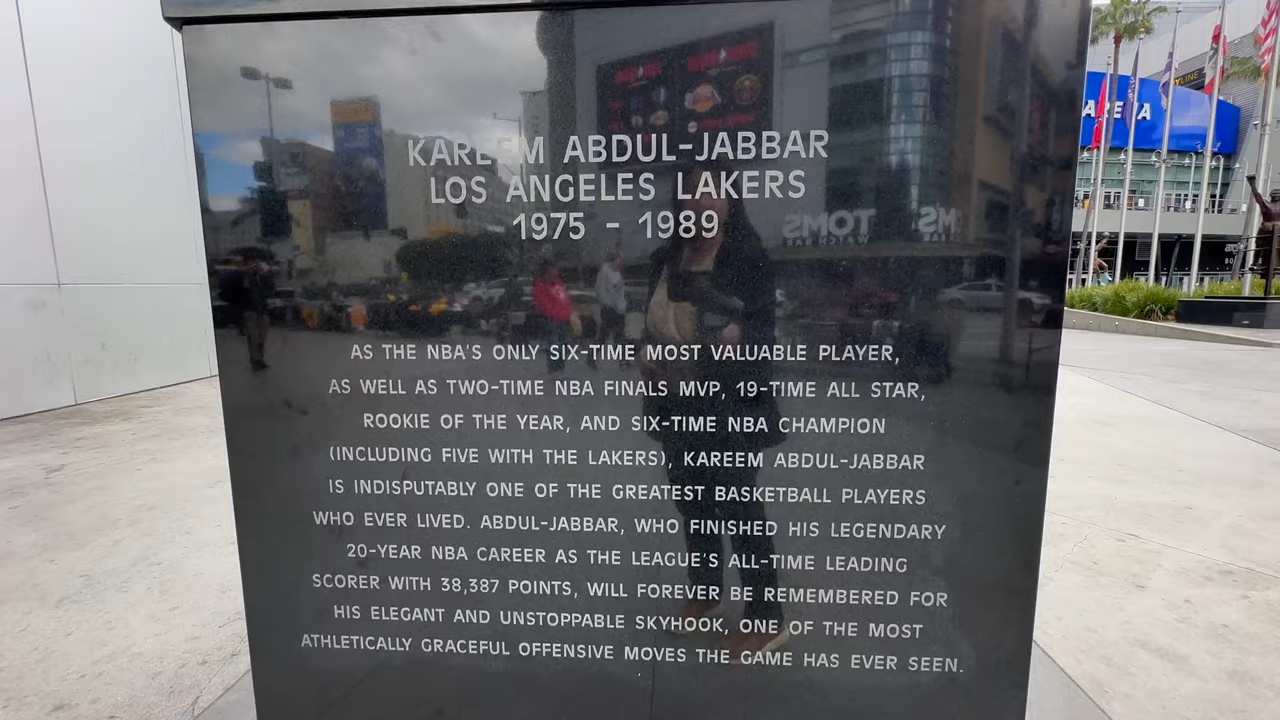 KAREEM ABDUL-JABBAR
LOS ANGELES LAKERS
1975 - 1989
AS THE NBA'S ONLY SIX-TIME MOST VALUABLE PLAYER,
AS WELL AS TWO-TIME NBA FINALS MVP, 19-TIME ALL STAR,
ROOKIE OF THE YEAR, AND SIX-TIME NBA CHAMPION
(INCLUDING FIVE WITH THE LAKERS), KAREEM ABDUL-JABBAR
IS INDISPUTABLY ONE OF THE GREATEST BASKETBALL PLAYERS
WHO EVER LIVED. ABDUL-JABBAR, WHO FINISHED HIS LEGENDARY
20-YEAR NBA CAREER AS THE LEAGUE'S ALL-TIME LEADING
SCORER WITH 38,387 POINTS, WILL FOREVER BE REMEMBERED FOR
HIS ELEGANT AND UNSTOPPABLE SKYHOOK, ONE OF THE MOST
ATHLETICALLY GRACEFUL OFFENSIVE MOVES THE GAME HAS EVER SEEN.
TOMS
ARENA